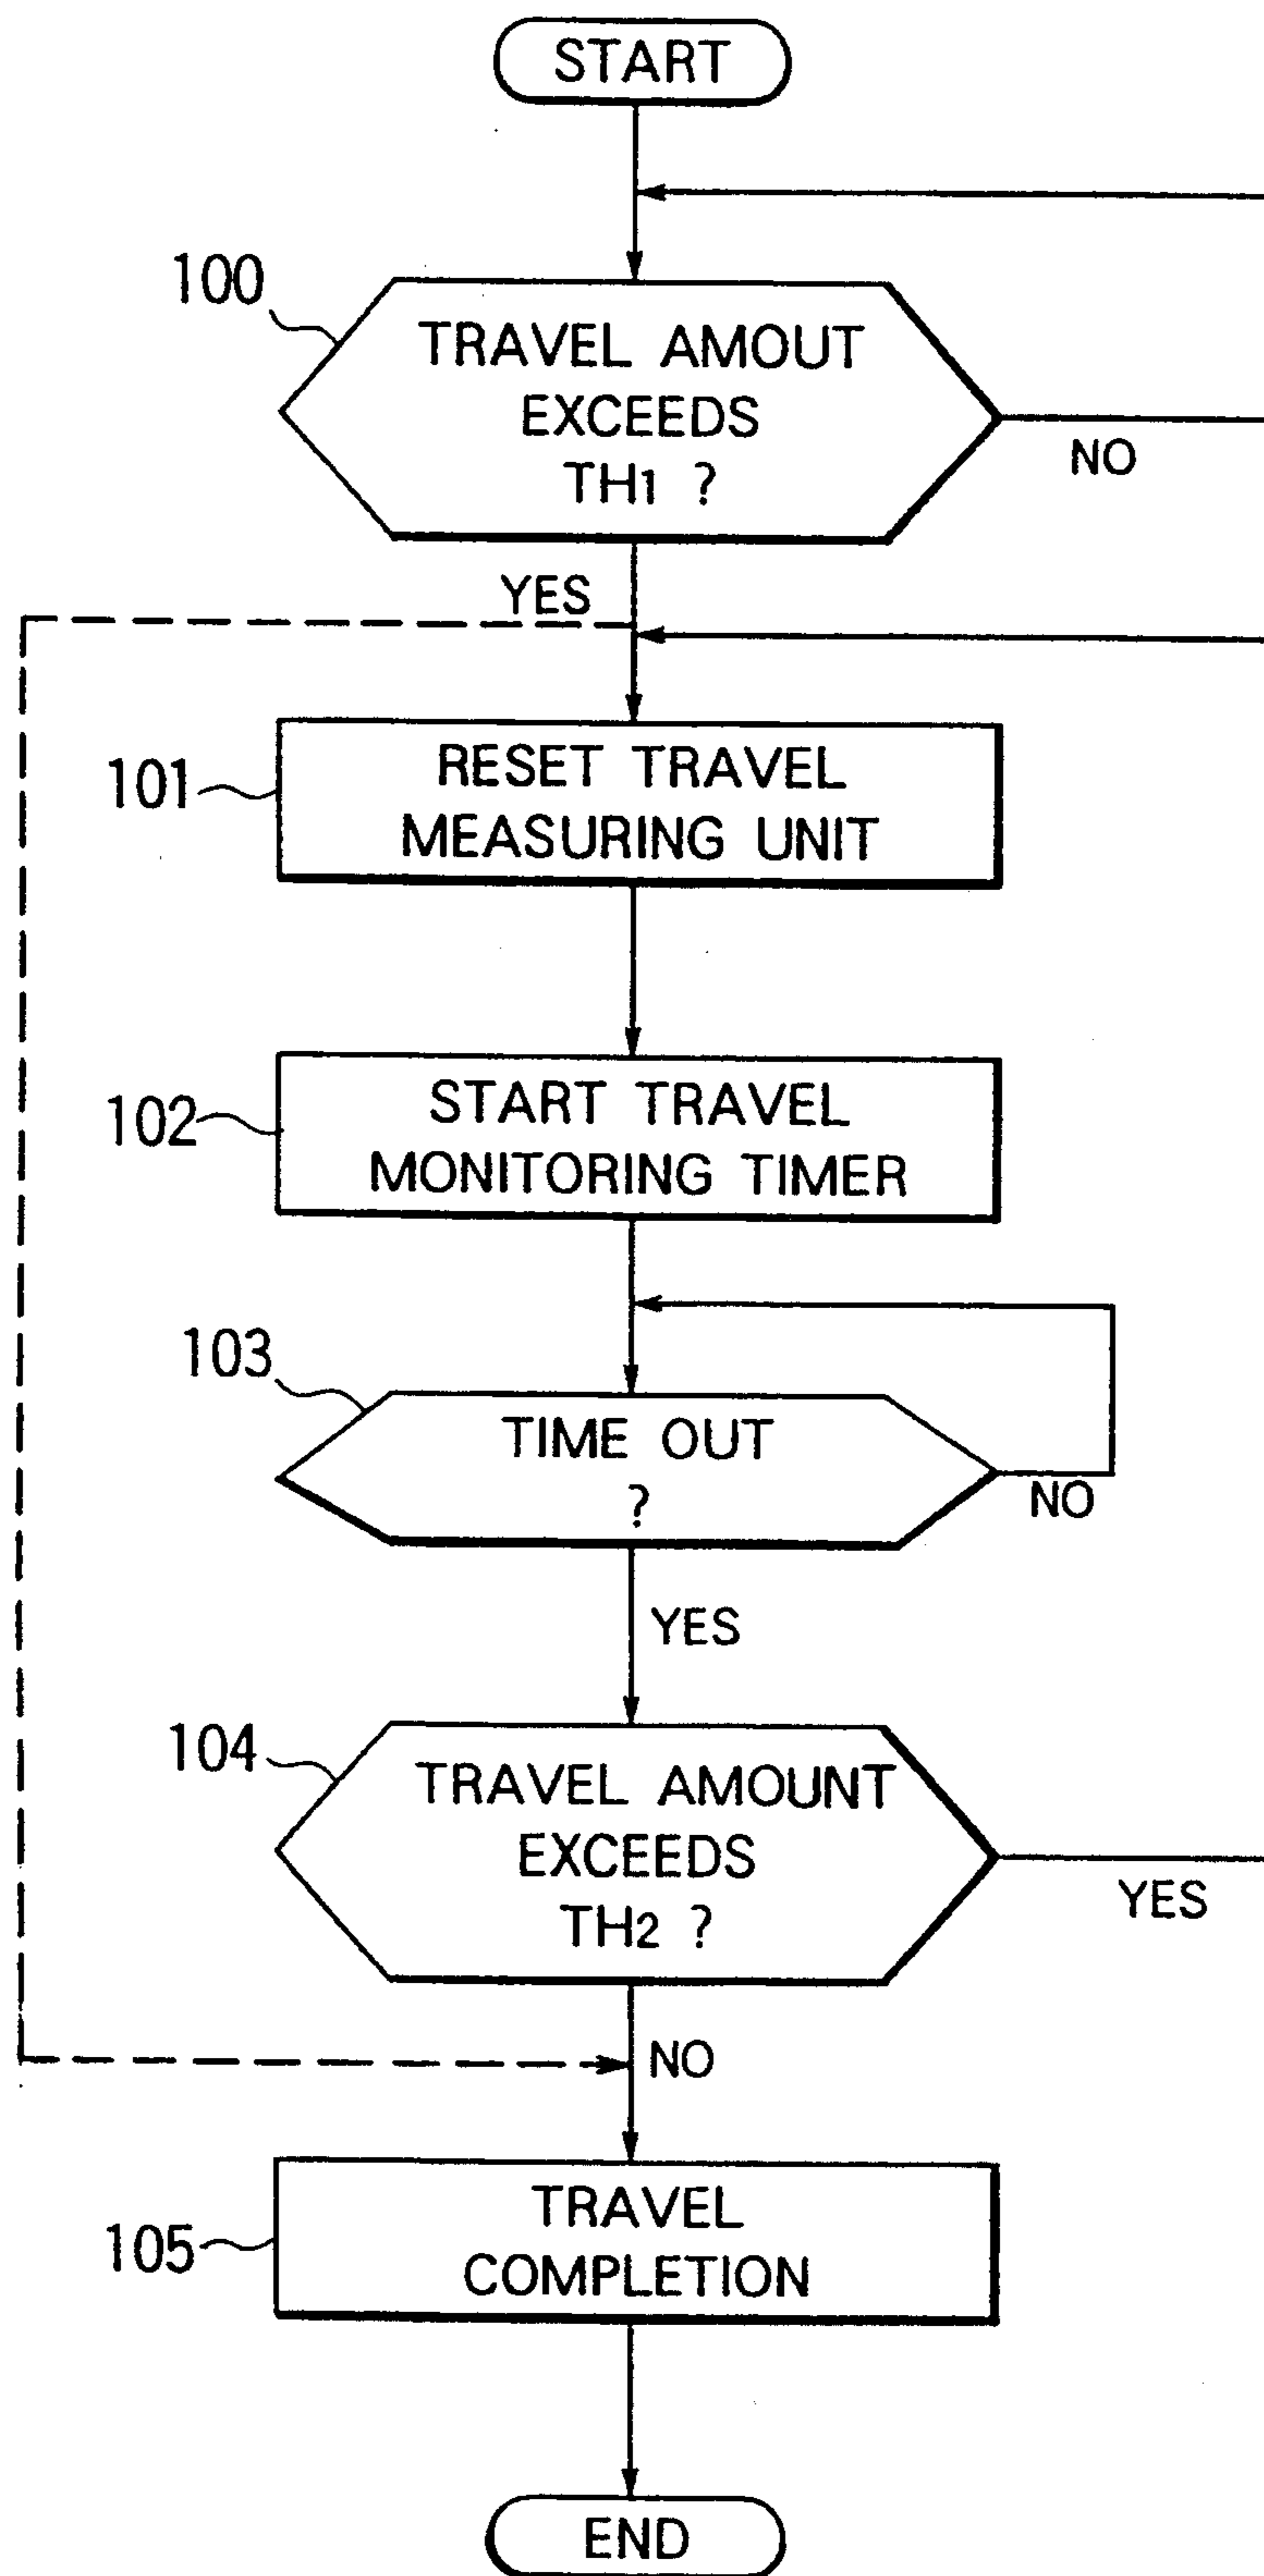 START
100
TRAVEL AMOUT
EXCEEDS
TH1 ?
NO
YES
101
RESET TRAVEL
MEASURING UNIT
102
START TRAVEL
MONITORING TIMER
103
TIME OUT
?
NO
YES
104
TRAVEL AMOUNT
EXCEEDS
TH2 ?
YES
NO
105
TRAVEL
COMPLETION
END